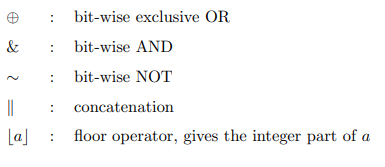 ⊕ : bit-wise exclusive OR
& : bit-wise AND
∼ : bit-wise NOT
∥ : concatenation
⌊a⌋ : floor operator, gives the integer part of a